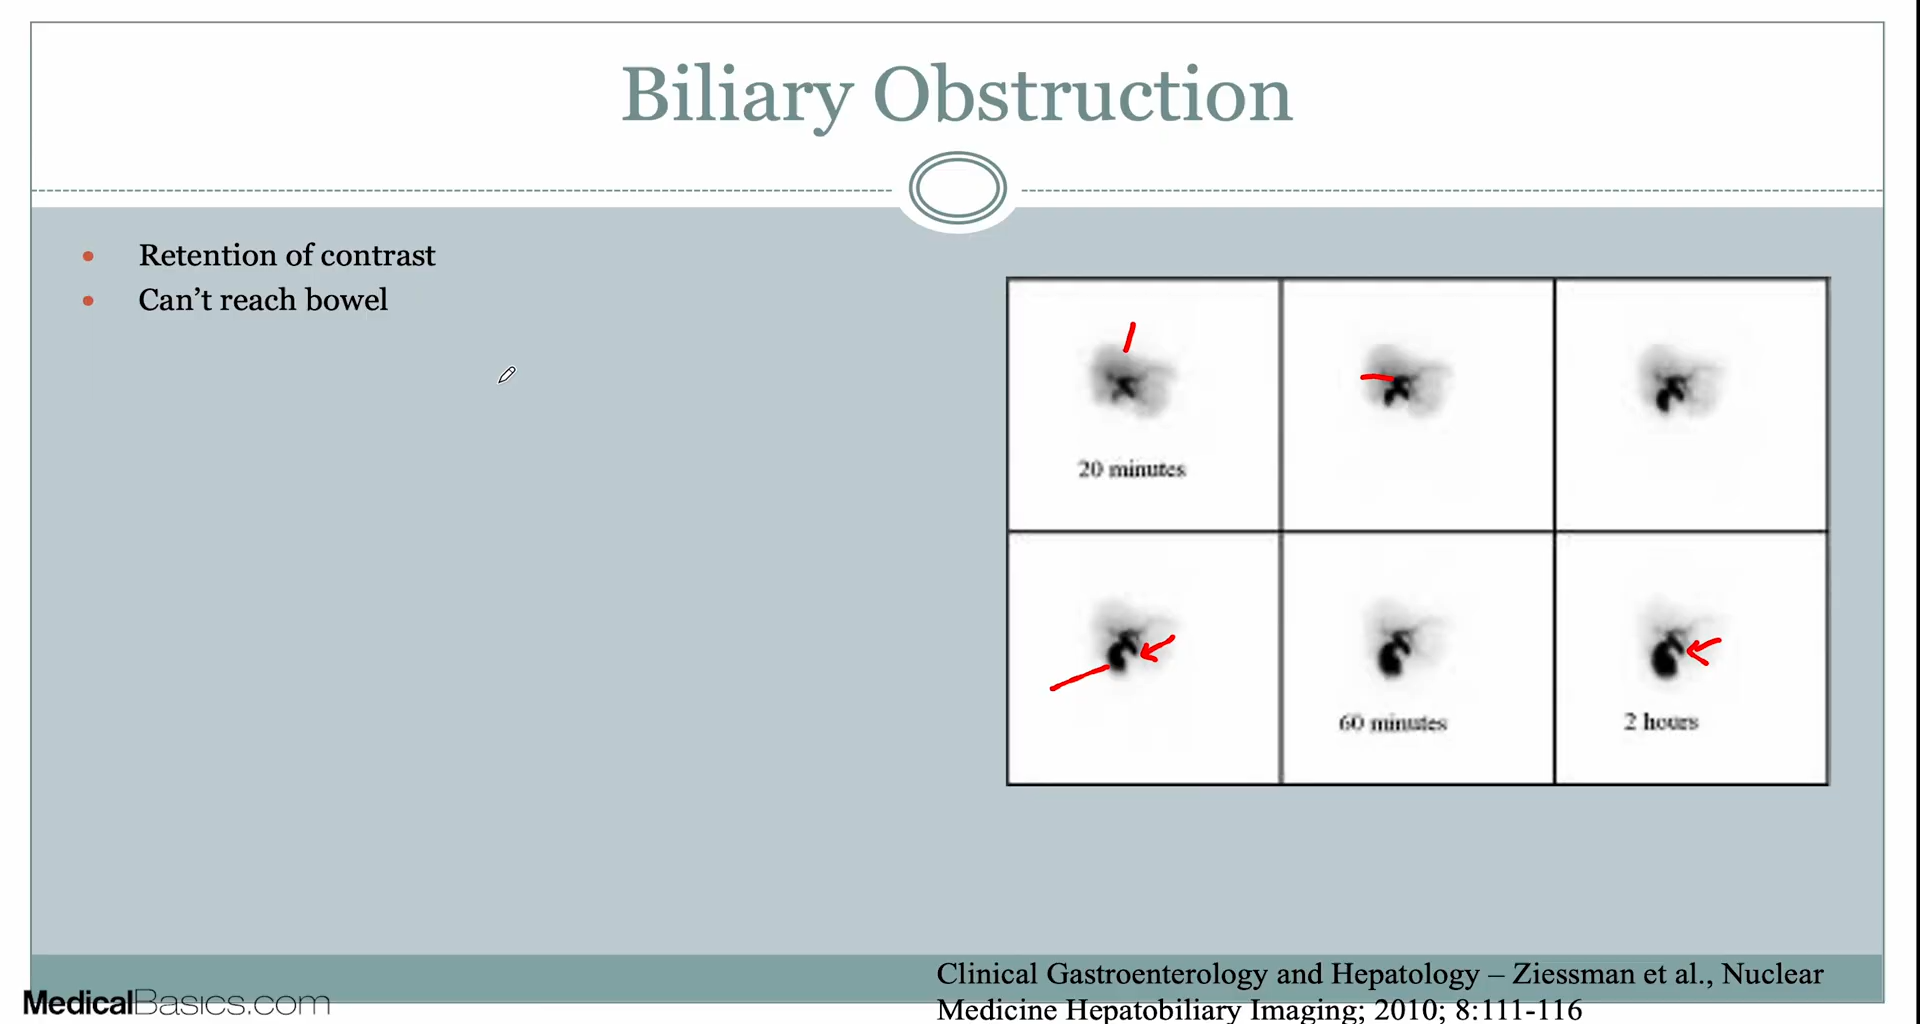 Biliary Obstruction
Retention of contrast
Can’t reach bowel
20 minutes
60 minutes
2 hours
Clinical Gastroenterology and Hepatology – Ziessman et al., Nuclear
Medicine Hepatobiliary Imaging; 2010; 8:111-116
MedicalBasics.com